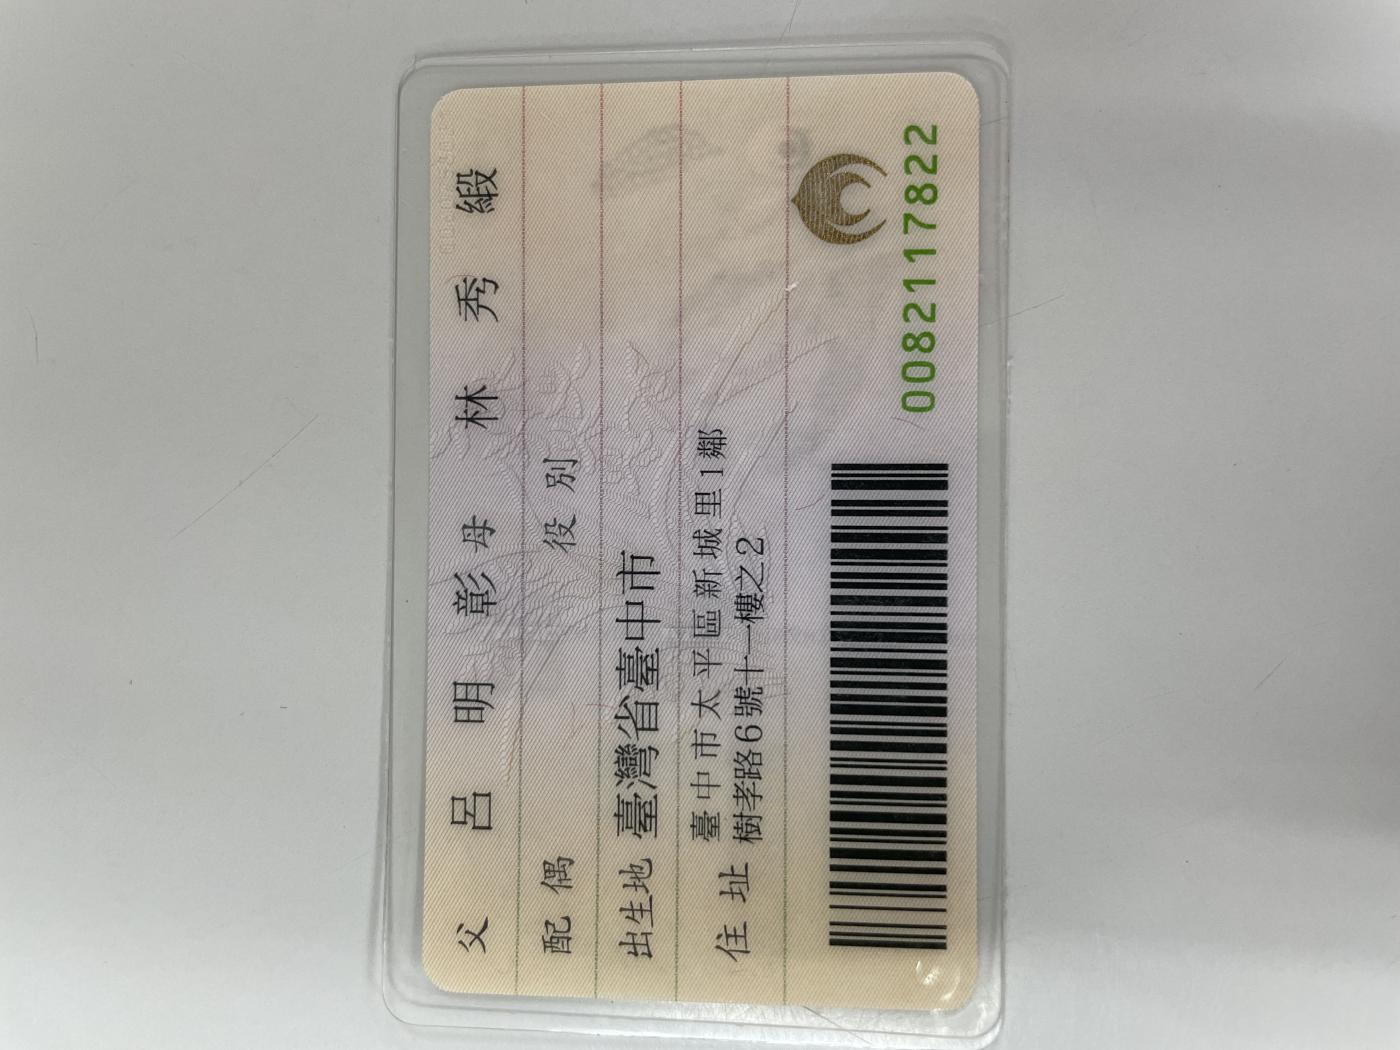 父 呂明彰 母 林秀緞
配偶 役別
出生地 臺灣省臺中市
住址 臺中市太平區新城里1鄰
樹孝路6號十一樓之2
0082117822